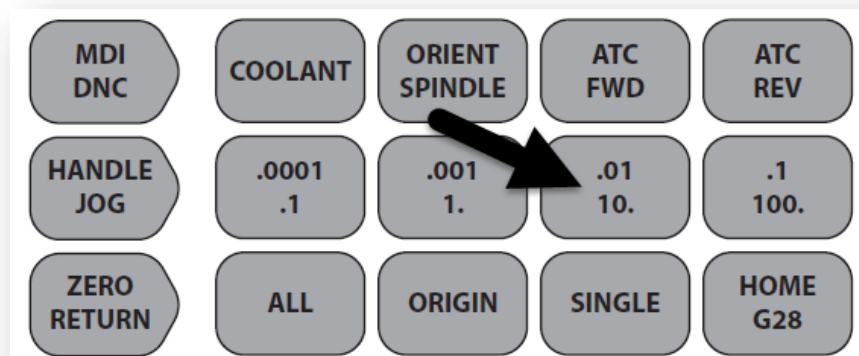 MDI
DNC
COOLANT
ORIENT
SPINDLE
ATC
FWD
ATC
REV
HANDLE
JOG
.0001
.1
.001
1.
.01
10.
.1
100.
ZERO
RETURN
ALL
ORIGIN
SINGLE
HOME
G28